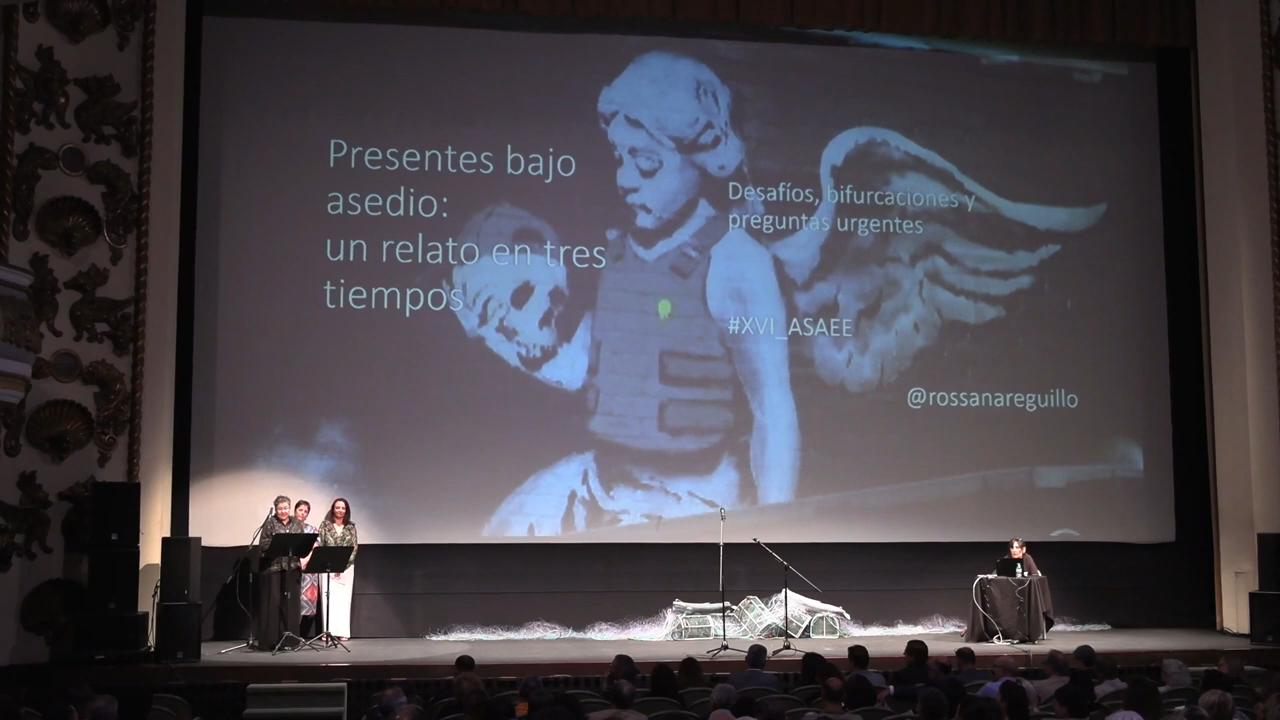 Presentes bajo
asedio:
un relato en tres
tiempos
Desafíos, bifurcaciones y
preguntas urgentes
#XVI_ASAEE
@rossanareguillo